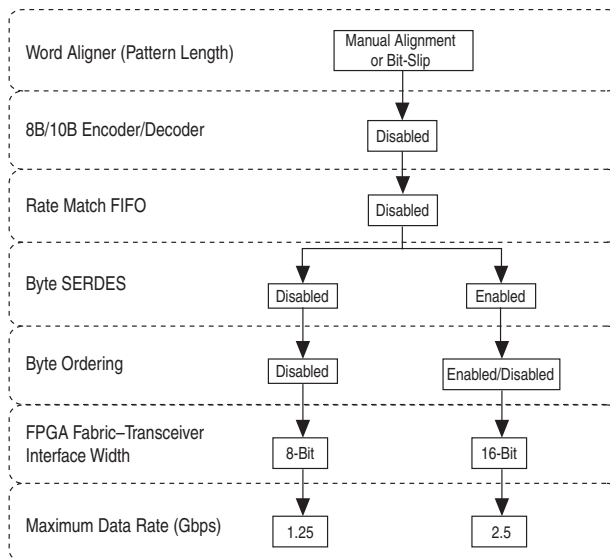 Word Aligner (Pattern Length)
Manual Alignment
or Bit-Slip
8B/10B Encoder/Decoder
Disabled
Rate Match FIFO
Disabled
Byte SERDES
Disabled
Enabled
Byte Ordering
Disabled
Enabled/Disabled
FPGA Fabric–Transceiver
Interface Width
8-Bit
16-Bit
Maximum Data Rate (Gbps)
1.25
2.5